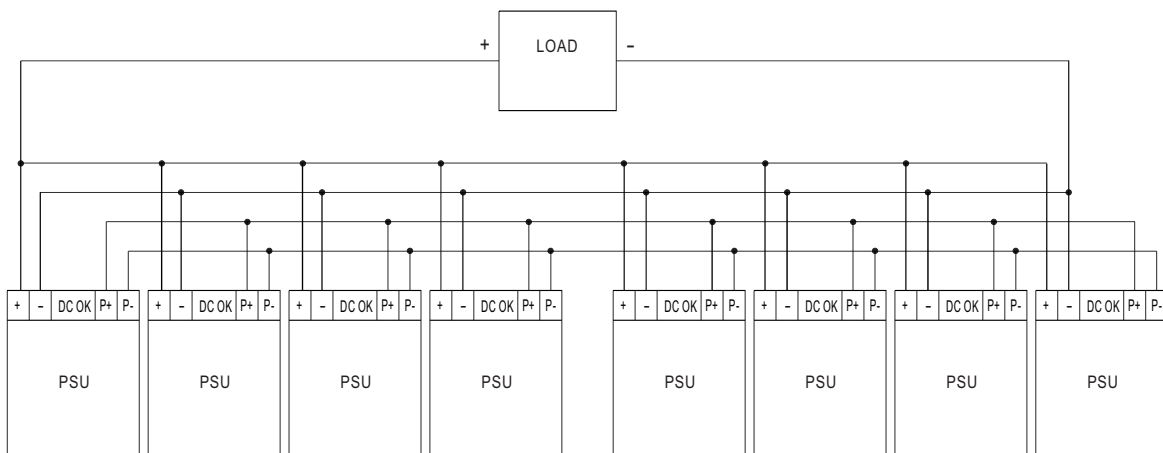 + LOAD −
+ − DC OK P+ P- + − DC OK P+ P- + − DC OK P+ P- + − DC OK P+ P- + − DC OK P+ P- + − DC OK P+ P- + − DC OK P+ P- + − DC OK P+ P-
PSU PSU PSU PSU PSU PSU PSU PSU